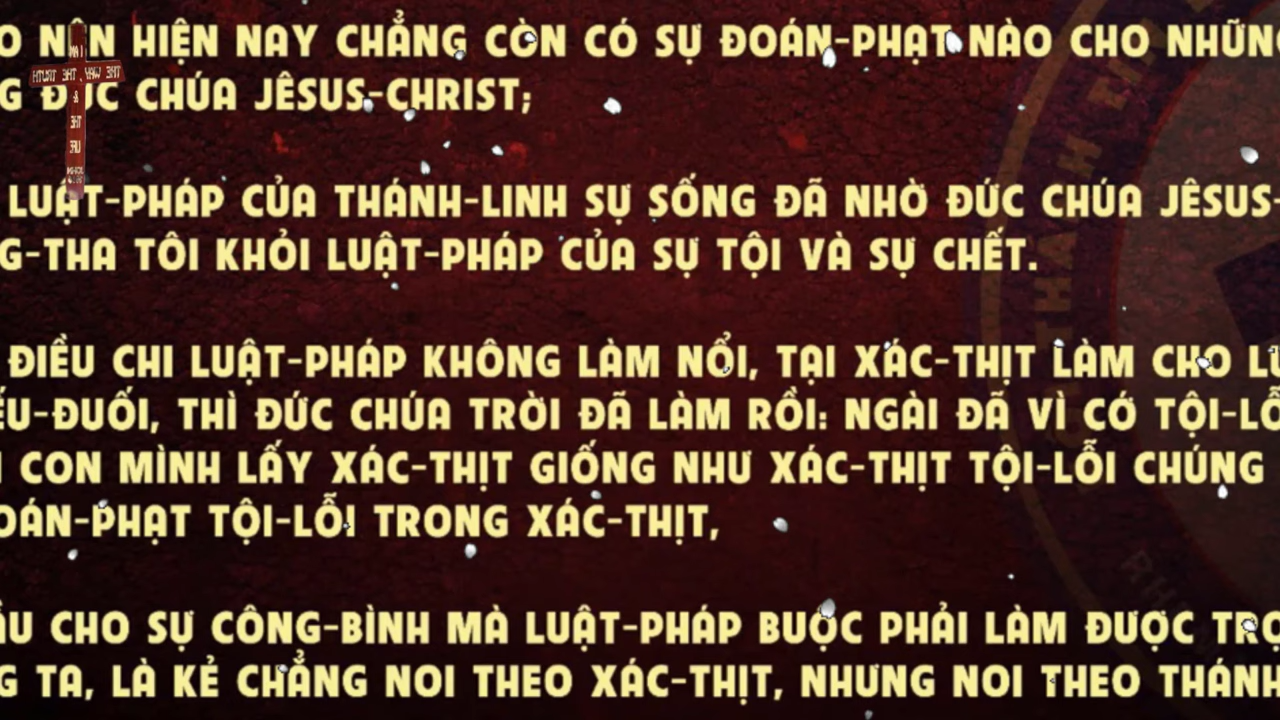 NÊN HIỆN NAY CHẲNG CÒN CÓ SỰ ĐOÁN-PHẠT NÀO CHO
ĐỨC CHÚA JÊSUS-CHRIST;
LUẬT-PHÁP CỦA THÁNH-LINH SỰ SỐNG ĐÃ NHỜ ĐỨC CHÚA JÊSUS-
G-THA TÔI KHỎI LUẬT-PHÁP CỦA SỰ TỘI VÀ SỰ CHẾT.
ĐIỀU CHI LUẬT-PHÁP KHÔNG LÀM NỔI, TẠI XÁC-THỊT LÀM CHO
ẾU-ĐUỐI, THÌ ĐỨC CHÚA TRỜI ĐÃ LÀM RỒI: NGÀI ĐÃ VÌ CỚ TỘI-LỖ
CON MÌNH LẤY XÁC-THỊT GIỐNG NHƯ XÁC-THỊT TỘI-LỖI CHÚNG
OÁN-PHẠT TỘI-LỖI TRONG XÁC-THỊT,
CHO SỰ CÔNG-BÌNH MÀ LUẬT-PHÁP BUỘC PHẢI LÀM ĐƯỢC
G TA, LÀ KẺ CHẲNG NOI THEO XÁC-THỊT, NHƯNG NOI THEO THÁNH